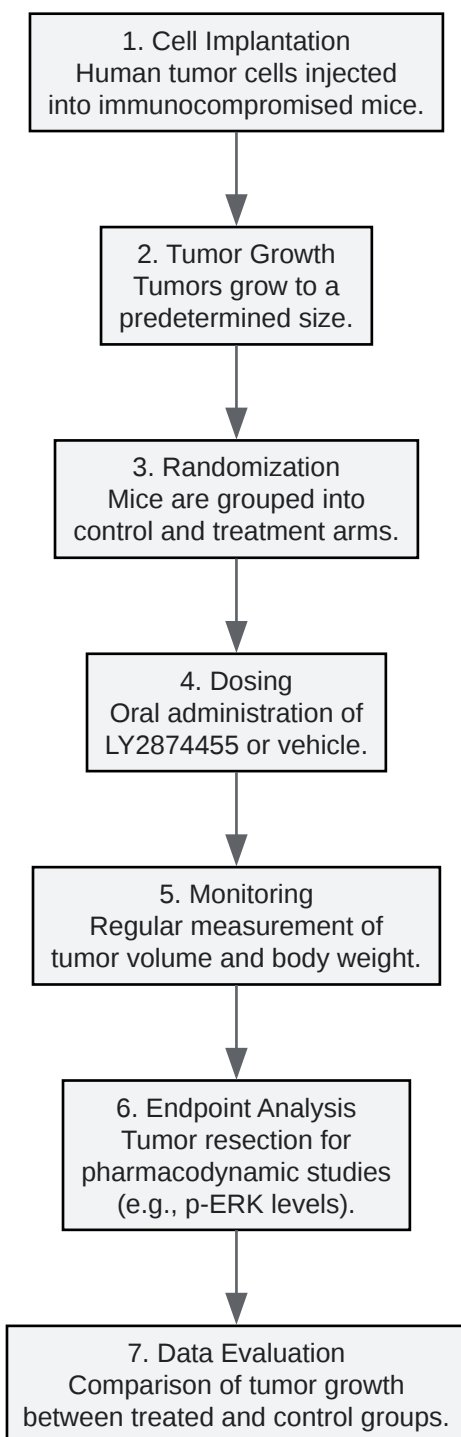 1. Cell Implantation
Human tumor cells injected
into immunocompromised mice.
2. Tumor Growth
Tumors grow to a
predetermined size.
3. Randomization
Mice are grouped into
control and treatment arms.
4. Dosing
Oral administration of
LY2874455 or vehicle.
5. Monitoring
Regular measurement of
tumor volume and body weight.
6. Endpoint Analysis
Tumor resection for
pharmacodynamic studies
(e.g., p-ERK levels).
7. Data Evaluation
Comparison of tumor growth
between treated and control groups.